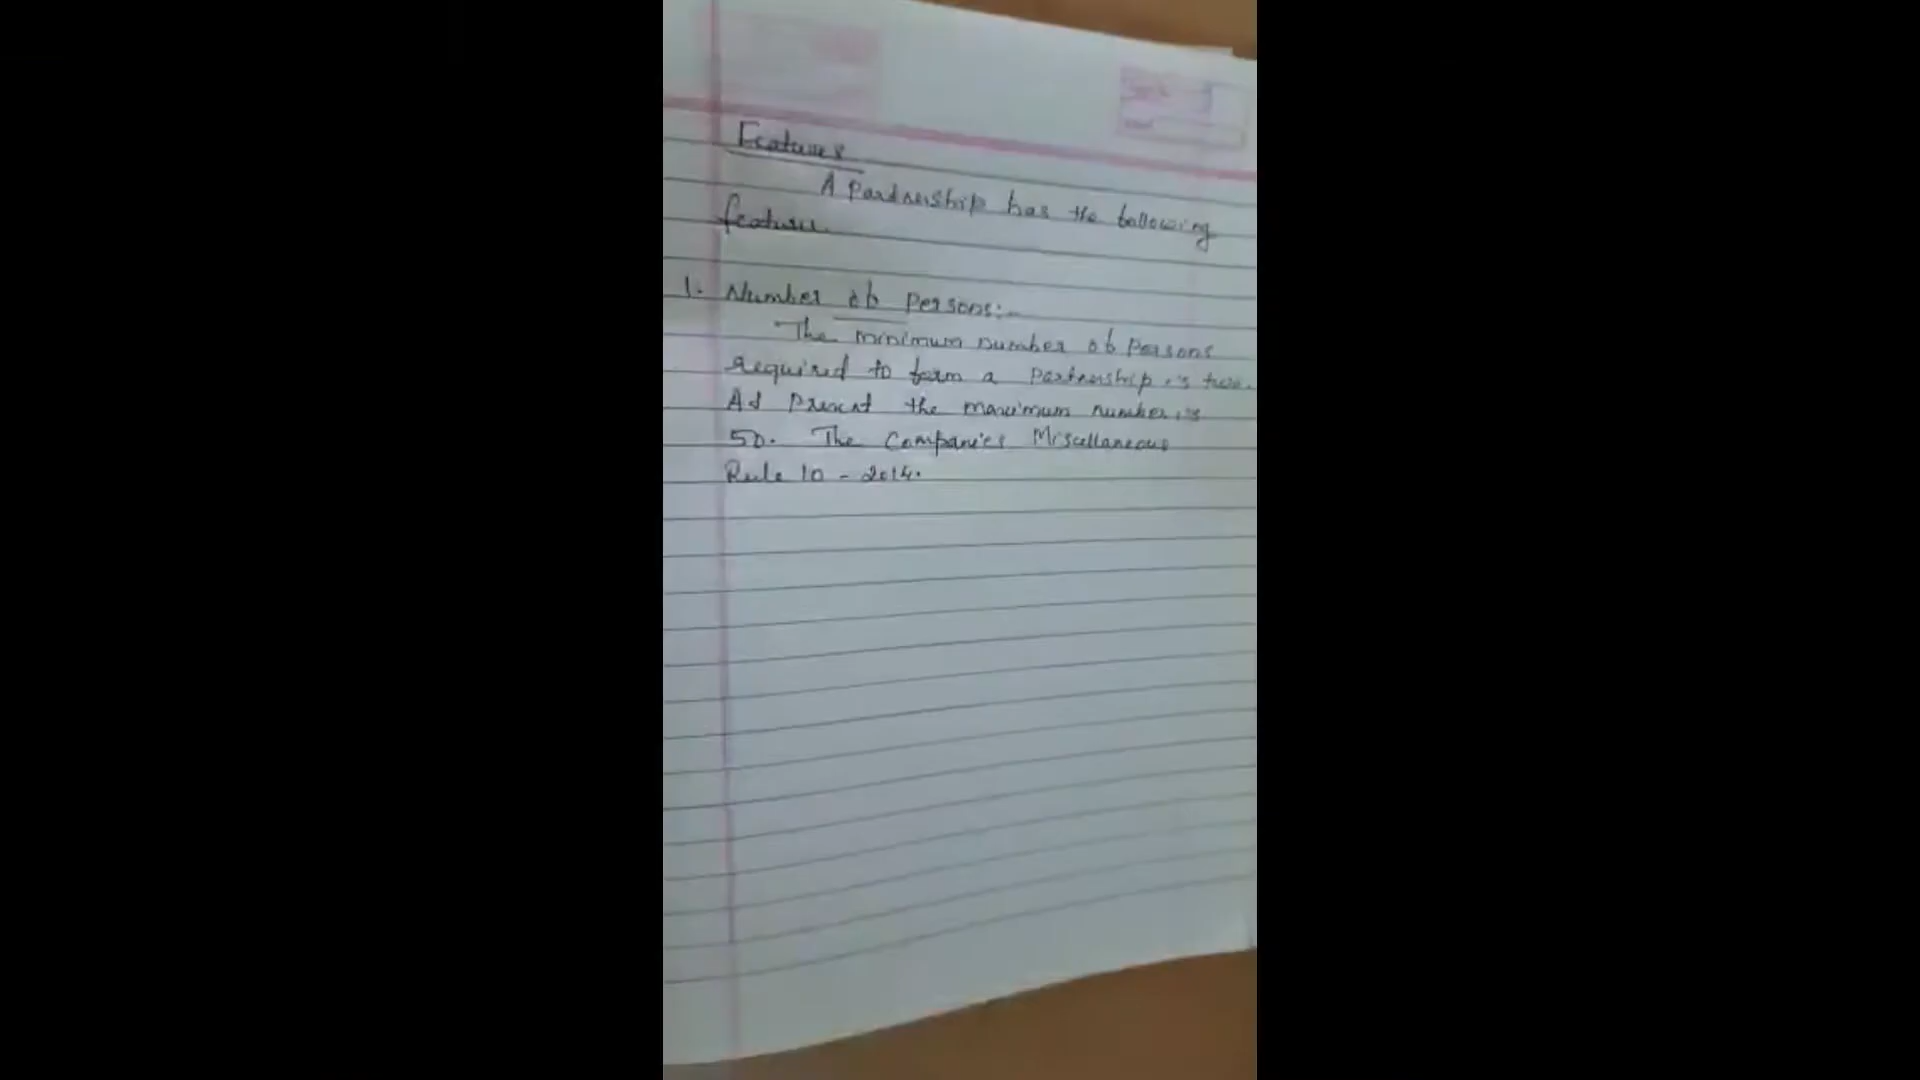 Features
A Partnership has the following
feature.
1. Number of Persons:-
The minimum number of Persons
required to form a Partnership is two.
At Present the maximum number is
50. The Companies Miscellaneous
Rule 10 - 2014.